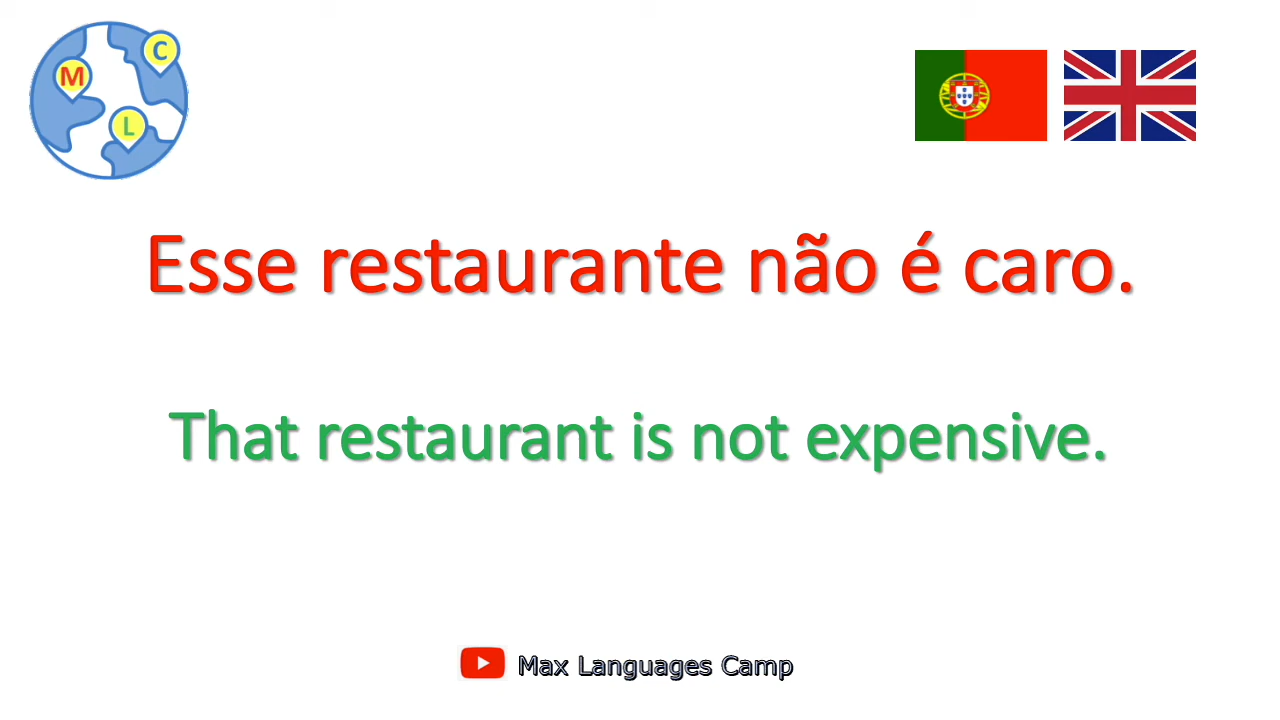 M
C
L
Esse restaurante não é caro.
That restaurant is not expensive.
Max Languages Camp